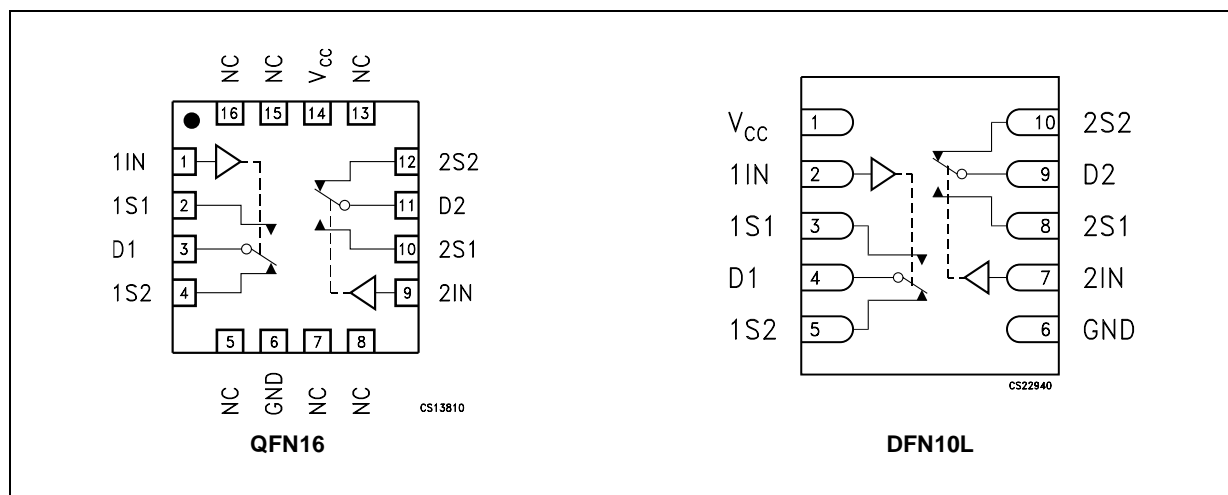 NC NC VCC NC
16 15 14 13
1IN 1 12 2S2
1S1 2 11 D2
D1 3 10 2S1
1S2 4 9 2IN
5 6 7 8
NC GND NC NC
CS13810
QFN16
VCC 1 10 2S2
1IN 2 9 D2
1S1 3 8 2S1
D1 4 7 2IN
1S2 5 6 GND
CS22940
DFN10L